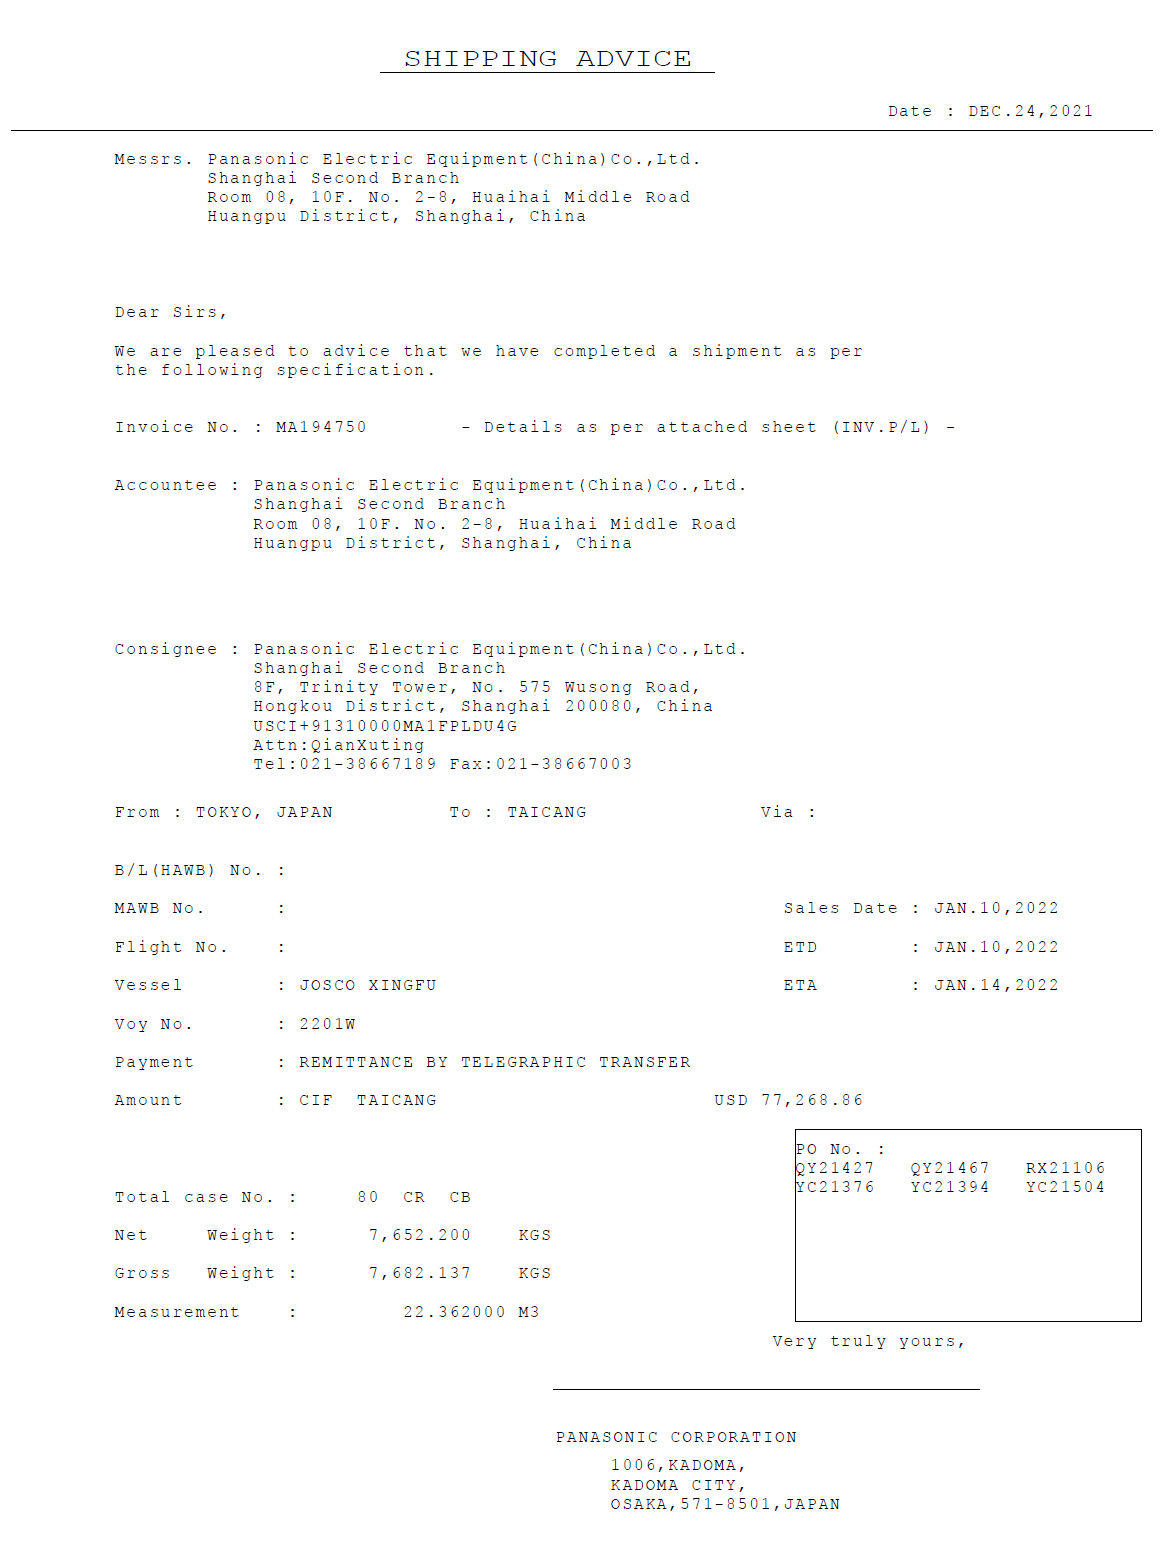 SHIPPING ADVICE
Date : DEC.24,2021
Messrs. Panasonic Electric Equipment(China)Co.,Ltd.
Shanghai Second Branch
Room 08, 10F. No. 2-8, Huaihai Middle Road
Huangpu District, Shanghai, China
Dear Sirs,
We are pleased to advice that we have completed a shipment as per
the following specification.
Invoice No. : MA194750 - Details as per attached sheet (INV.P/L) -
Accountee : Panasonic Electric Equipment(China)Co.,Ltd.
Shanghai Second Branch
Room 08, 10F. No. 2-8, Huaihai Middle Road
Huangpu District, Shanghai, China
Consignee : Panasonic Electric Equipment(China)Co.,Ltd.
Shanghai Second Branch
8F, Trinity Tower, No. 575 Wusong Road,
Hongkou District, Shanghai 200080, China
USCI+91310000MA1FPLDU4G
Attn:QianXuting
Tel:021-38667189 Fax:021-38667003
From : TOKYO, JAPAN To : TAICANG Via :
B/L(HAWB) No. :
MAWB No. : Sales Date : JAN.10,2022
Flight No. : ETD : JAN.10,2022
Vessel : JOSCO XINGFU ETA : JAN.14,2022
Voy No. : 2201W
Payment : REMITTANCE BY TELEGRAPHIC TRANSFER
Amount : CIF TAICANG USD 77,268.86
PO No. :
QY21427 QY21467 RX21106
YC21376 YC21394 YC21504
Total case No. : 80 CR CB
Net Weight : 7,652.200 KGS
Gross Weight : 7,682.137 KGS
Measurement : 22.362000 M3
Very truly yours,
PANASONIC CORPORATION
1006,KADOMA,
KADOMA CITY,
OSAKA,571-8501,JAPAN